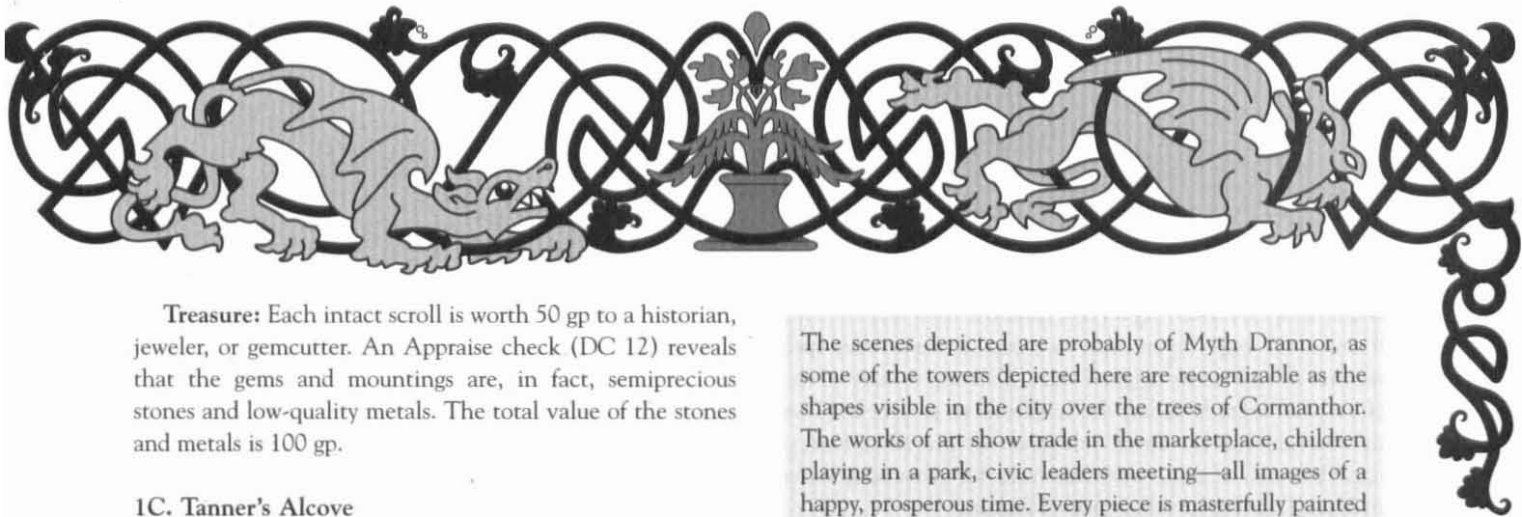 Treasure: Each intact scroll is worth 50 gp to a historian,
jeweler, or gemcutter. An Appraise check (DC 12) reveals
that the gems and mountings are, in fact, semiprecious
stones and low-quality metals. The total value of the stones
and metals is 100 gp.
1C. Tanner's Alcove
The scenes depicted are probably of Myth Drannor, as
some of the towers depicted here are recognizable as the
shapes visible in the city over the trees of Cormanthor.
The works of art show trade in the marketplace, children
playing in a park, civic leaders meeting—all images of a
happy, prosperous time. Every piece is masterfully painted